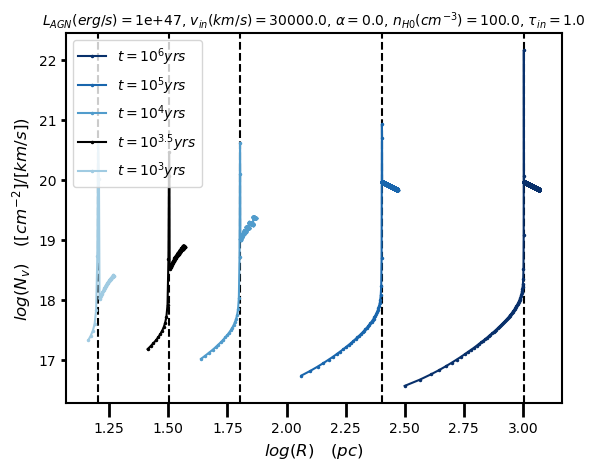 L_{AGN}(erg/s) = 1e+47, v_{in}(km/s) = 30000.0, α = 0.0, n_{H0}(cm^{-3}) = 100.0, τ_{in} = 1.0
t = 10^6 yrs
t = 10^5 yrs
t = 10^4 yrs
t = 10^{3.5} yrs
t = 10^3 yrs
log(N_v) ([cm^{-2}]/[km/s])
22
21
20
19
18
17
1.25 1.50 1.75 2.00 2.25 2.50 2.75 3.00
log(R) (pc)